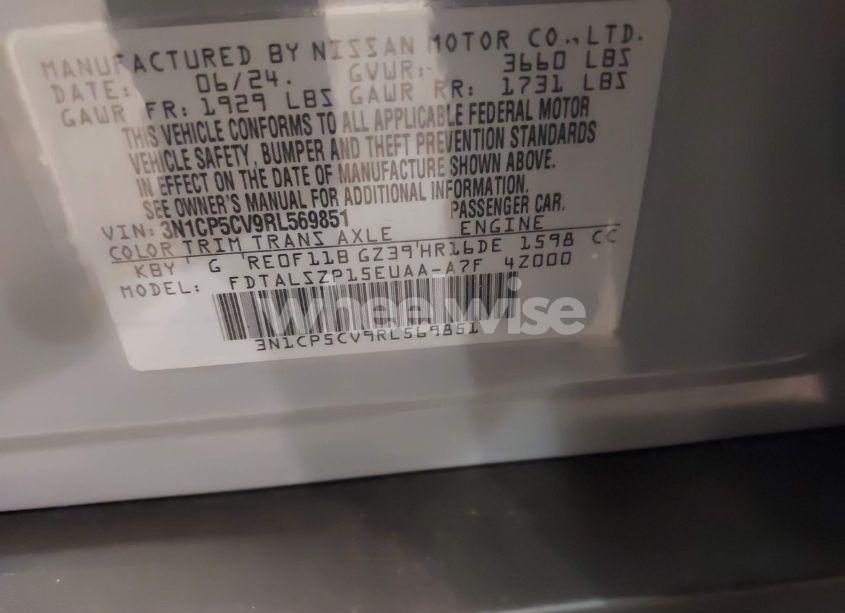 MANUFACTURED BY NISSAN MOTOR CO., LTD.
DATE: 06/24. GVWR: 3660 LBS
GAWR FR: 1929 LBS GAWR RR: 1731 LBS
THIS VEHICLE CONFORMS TO ALL APPLICABLE FEDERAL MOTOR
VEHICLE SAFETY, BUMPER AND THEFT PREVENTION STANDARDS
IN EFFECT ON THE DATE OF MANUFACTURE SHOWN ABOVE.
SEE OWNER'S MANUAL FOR ADDITIONAL INFORMATION.
VIN: 3N1CP5CV9RL569851 PASSENGER CAR.
COLOR TRIM TRANS AXLE ENGINE
KBY G RE0F11B GZ39 HR16DE 1598 CC
MODEL: FDTALSZP15EUAA-A7F 4Z000
wheelwise
3N1CP5CV9RL569851